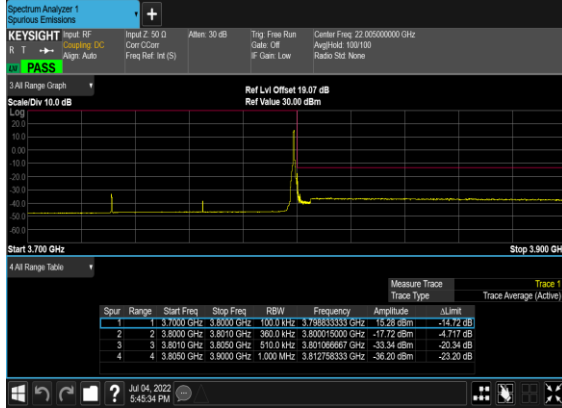 Spectrum Analyzer 1
Spurious Emissions
+
KEYSIGHT Input: RF Input Z: 50 Ω Atten: 30 dB Trig: Free Run Center Freq: 22.005000000 GHz
R T Coupling: DC Corr CCorr Gate: Off Avg|Hold: 100/100
Align: Auto Freq Ref: Int (S) IF Gain: Low Radio Std: None
PASS
3 All Range Graph
Ref Lvl Offset 19.07 dB
Scale/Div 10.0 dB Ref Value 30.00 dBm
Log
20.0
10.0
0.00
-10.0
-20.0
-30.0
-40.0
-50.0
-60.0
Start 3.700 GHz Stop 3.900 GH
4 All Range Table
Measure Trace Trace 1
Trace Type Trace Average (Active)
Spur Range Start Freq Stop Freq RBW Frequency Amplitude ΔLimit
1 1 3.7000 GHz 3.8000 GHz 100.0 kHz 3.798833333 GHz 15.28 dBm -14.72 dB
2 2 3.8000 GHz 3.8010 GHz 360.0 kHz 3.800015000 GHz -17.72 dBm -4.717 dB
3 3 3.8010 GHz 3.8050 GHz 510.0 kHz 3.801066667 GHz -33.34 dBm -20.34 dB
4 4 3.8050 GHz 3.9000 GHz 1.000 MHz 3.812758333 GHz -36.20 dBm -23.20 dB
? Jul 04, 2022
5:45:34 PM